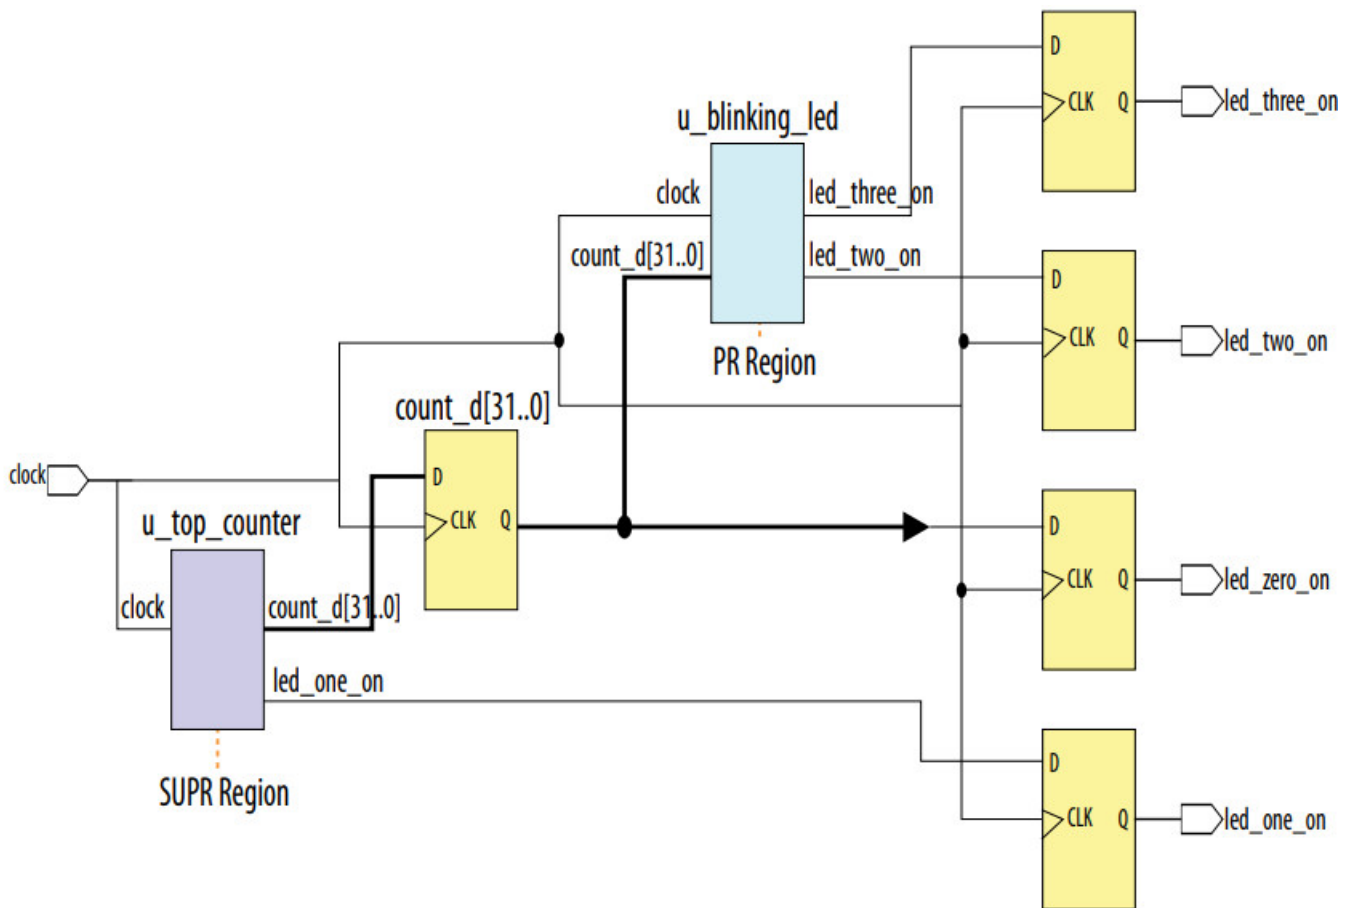 D
CLK Q
led_three_on
u_blinking_led
clock
led_three_on
count_d[31..0]
led_two_on
PR Region
D
CLK Q
led_two_on
count_d[31..0]
D
CLK Q
clock
u_top_counter
clock
count_d[31..0]
led_one_on
SUPR Region
D
CLK Q
led_zero_on
D
CLK Q
led_one_on